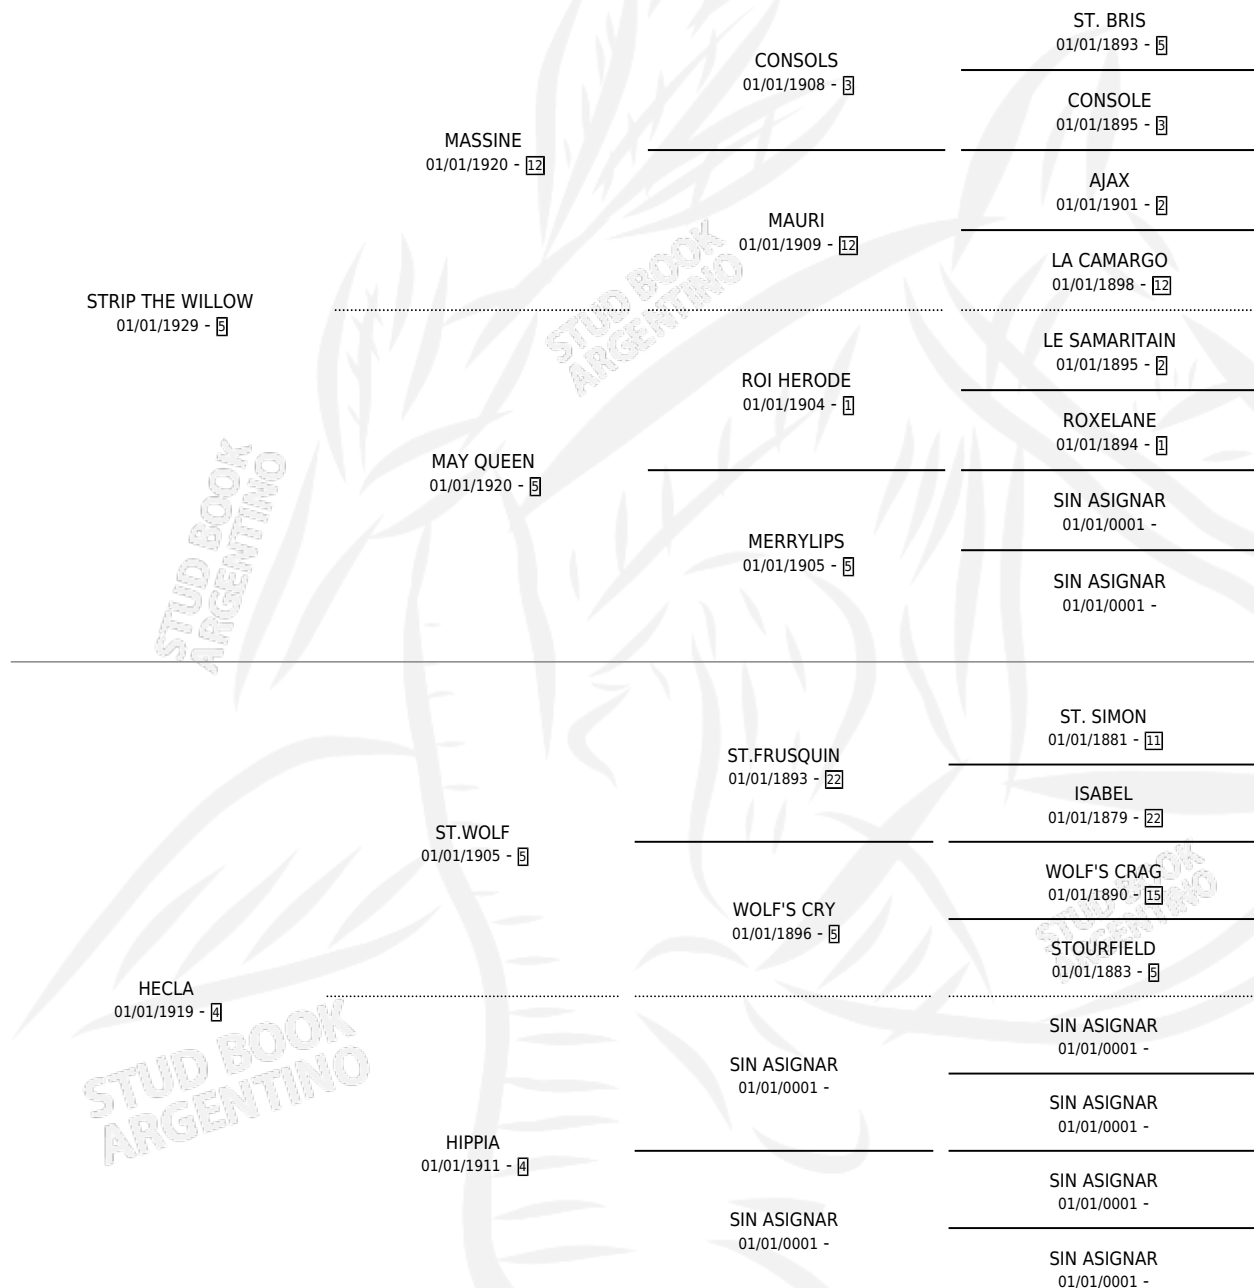 ST. BRIS
01/01/1893 - 5
CONSOLS
01/01/1908 - 3
CONSOLE
01/01/1895 - 3
MASSINE
01/01/1920 - 12
AJAX
01/01/1901 - 2
MAURI
01/01/1909 - 12
LA CAMARGO
01/01/1898 - 12
STRIP THE WILLOW
01/01/1929 - 5
STUD BOOK
ARGENTINO
LE SAMARITAIN
01/01/1895 - 2
ROI HERODE
01/01/1904 - 1
ROXELANE
01/01/1894 - 1
MAY QUEEN
01/01/1920 - 5
SIN ASIGNAR
01/01/0001 -
MERRYLIPS
01/01/1905 - 5
SIN ASIGNAR
01/01/0001 -
STUD BOOK
ARGENTINO
ST. SIMON
01/01/1881 - 11
ST.FRUSQUIN
01/01/1893 - 22
ISABEL
01/01/1879 - 22
ST.WOLF
01/01/1905 - 5
WOLF'S CRAG
01/01/1890 - 15
WOLF'S CRY
01/01/1896 - 5
STUD BOOK
ARGENTINO
STOURFIELD
01/01/1883 - 5
HECLA
01/01/1919 - 4
SIN ASIGNAR
01/01/0001 -
SIN ASIGNAR
01/01/0001 -
SIN ASIGNAR
01/01/0001 -
STUD BOOK
ARGENTINO
HIPPIA
01/01/1911 - 4
SIN ASIGNAR
01/01/0001 -
SIN ASIGNAR
01/01/0001 -
SIN ASIGNAR
01/01/0001 -